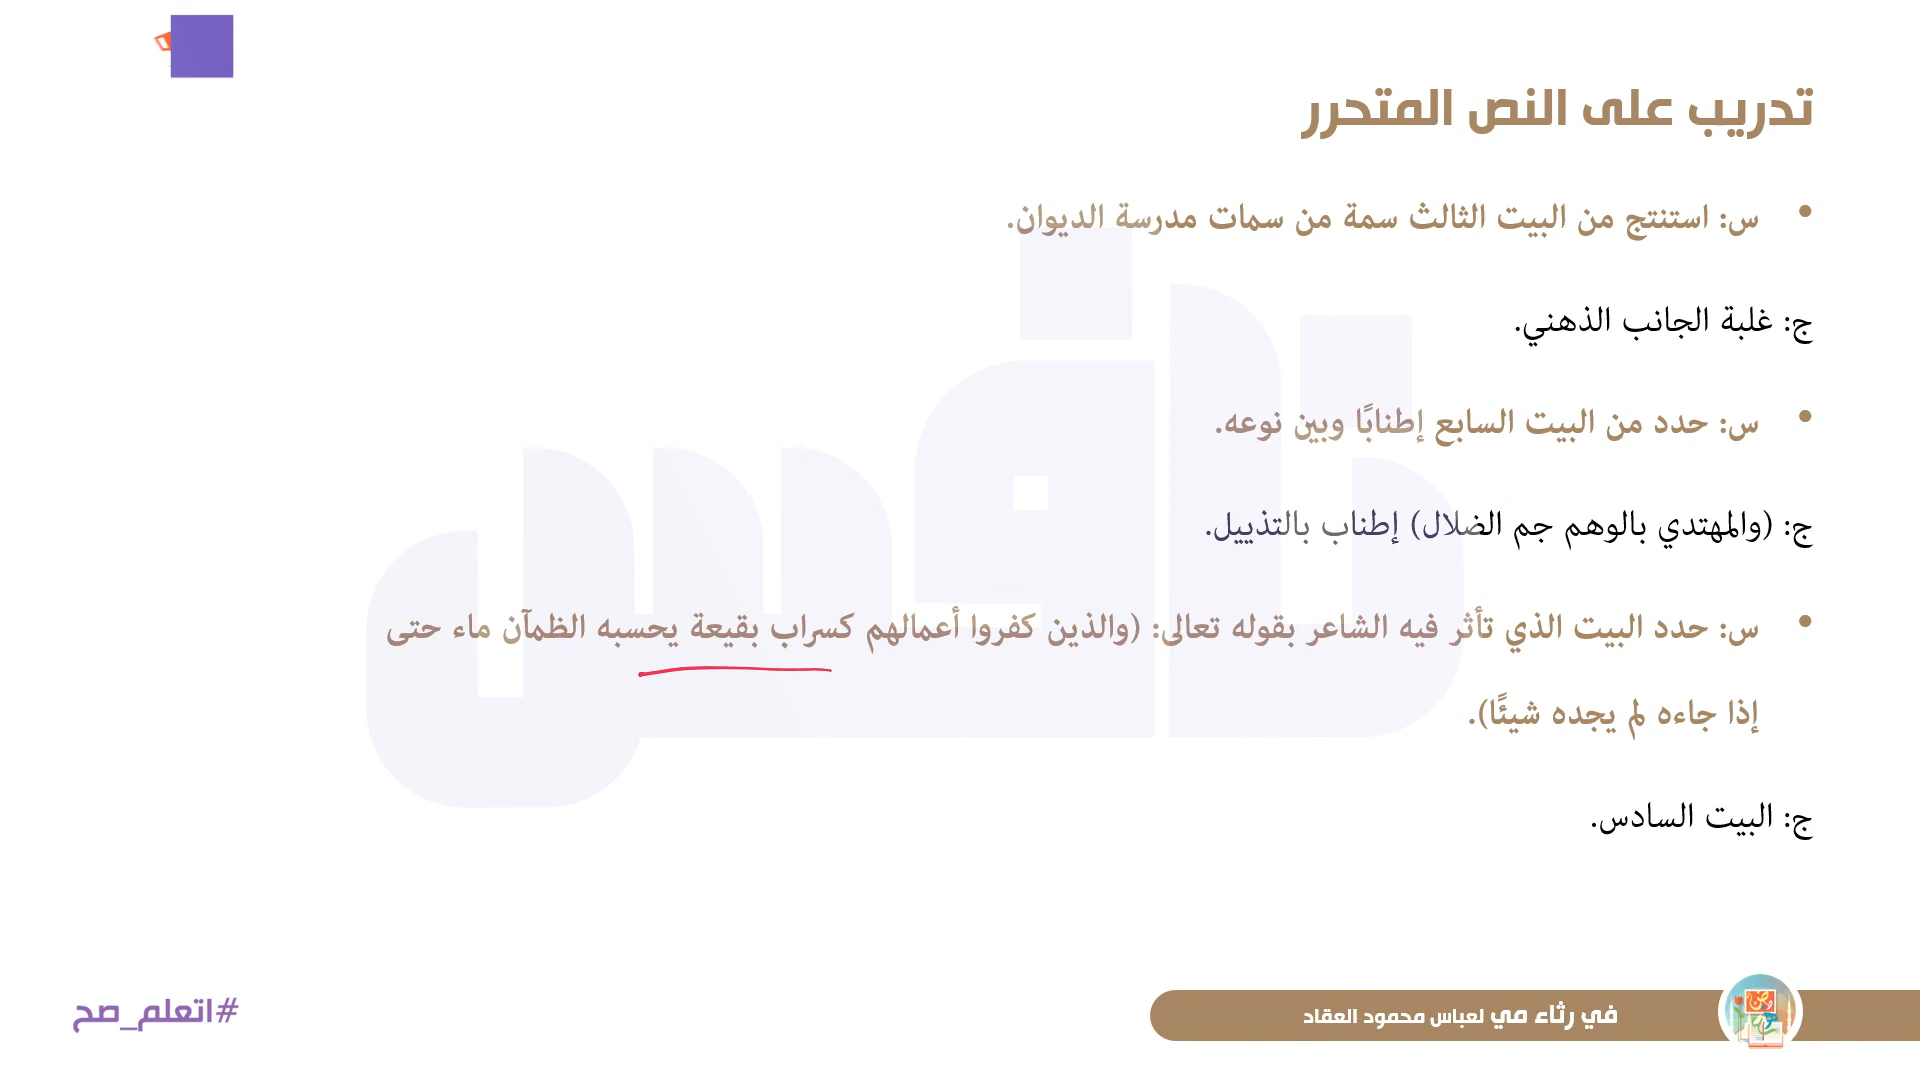 تدريب على النص المتحرر
• س: استنتج من البيت الثالث سمة من سمات مدرسة الديوان.
ج: غلبة الجانب الذهني.
• س: حدد من البيت السابع إطنابًا وبين نوعه.
ج: (والمهتدي بالوهم جم الضلال) إطناب بالتذييل.
• س: حدد البيت الذي تأثر فيه الشاعر بقوله تعالى: (والذين كفروا أعمالهم كسراب بقيعة يحسبه الظمآن ماء حتى
إذا جاءه لم يجده شيئًا).
ج: البيت السادس.
في رثاء مي لعباس محمود العقاد
#اتعلم_صح
نافس